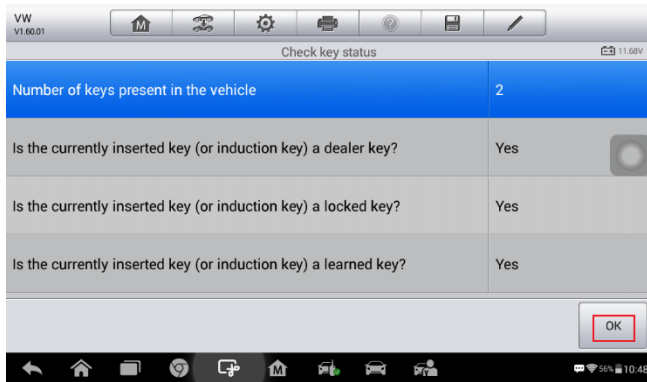 VW
V1.60.01
Check key status
11.68V
Number of keys present in the vehicle 2
Is the currently inserted key (or induction key) a dealer key? Yes
Is the currently inserted key (or induction key) a locked key? Yes
Is the currently inserted key (or induction key) a learned key? Yes
OK
56% 10:48